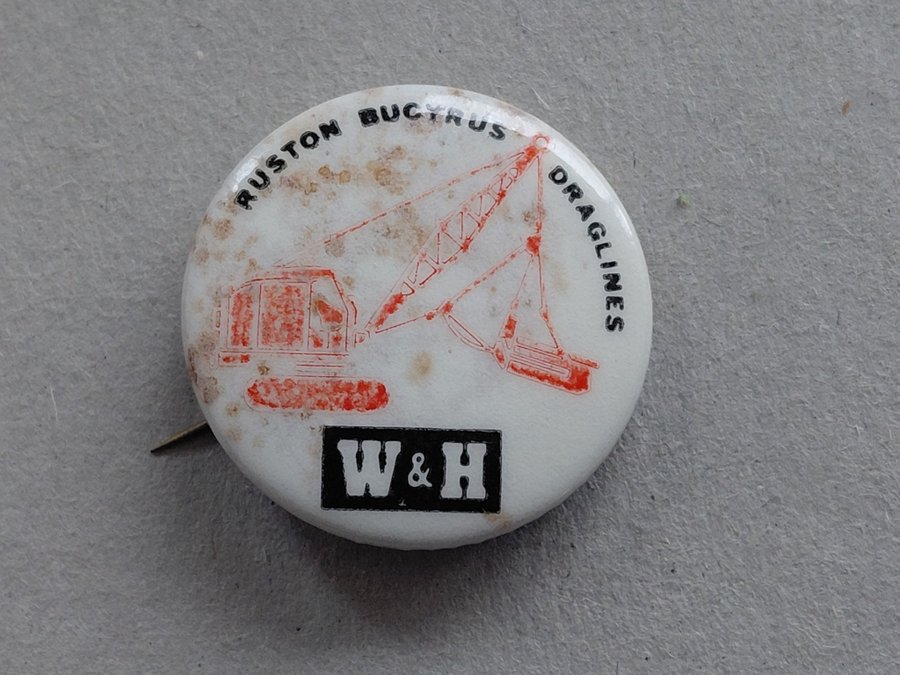 RUSTON BUCYRUS DRAGLINES
W & H